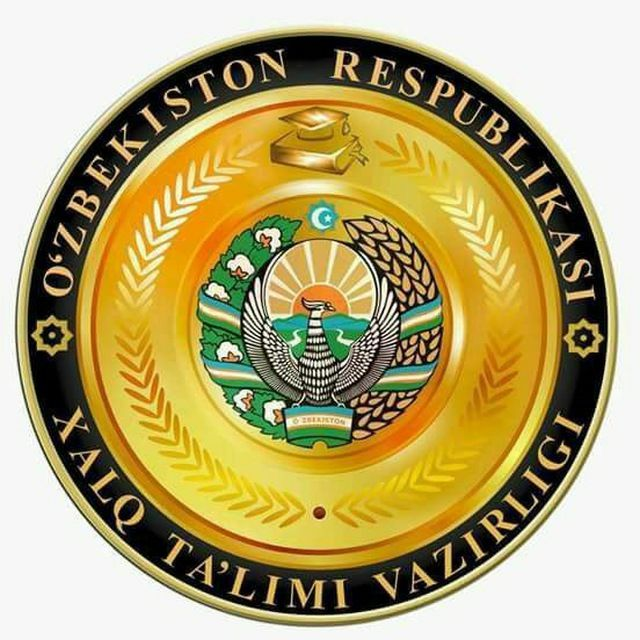 O‘ZBEKISTON RESPUBLIKASI
XALQ TA’LIMI VAZIRLIGI
O ZBEKISTON